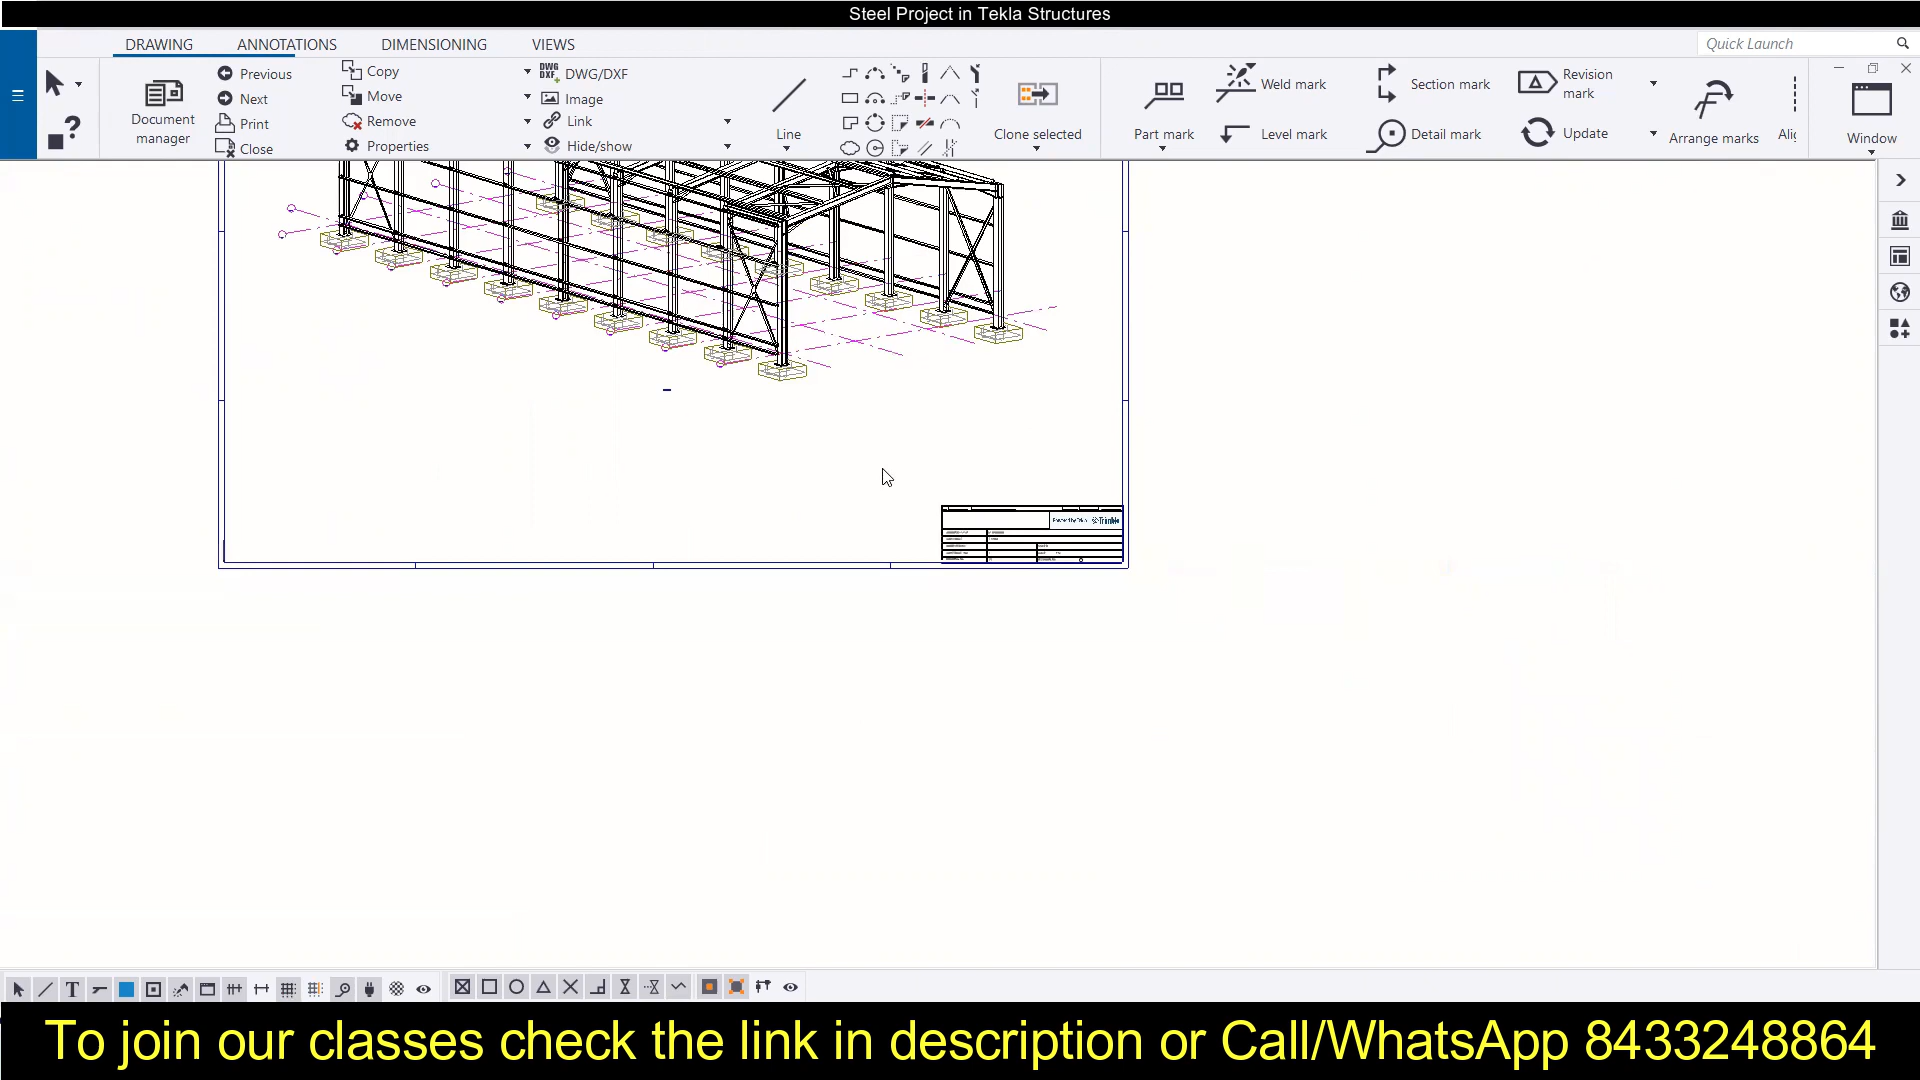 Steel Project in Tekla Structures
DRAWING
ANNOTATIONS
DIMENSIONING
VIEWS
Quick Launch
Document manager
Previous
Next
Print
Close
Copy
Move
Remove
Properties
DWG/DXF
Image
Link
Hide/show
Line
Clone selected
Part mark
Weld mark
Level mark
Section mark
Detail mark
Revision mark
Update
Arrange marks
Alig
Window
Trimble
To join our classes check the link in description or Call/WhatsApp 8433248864